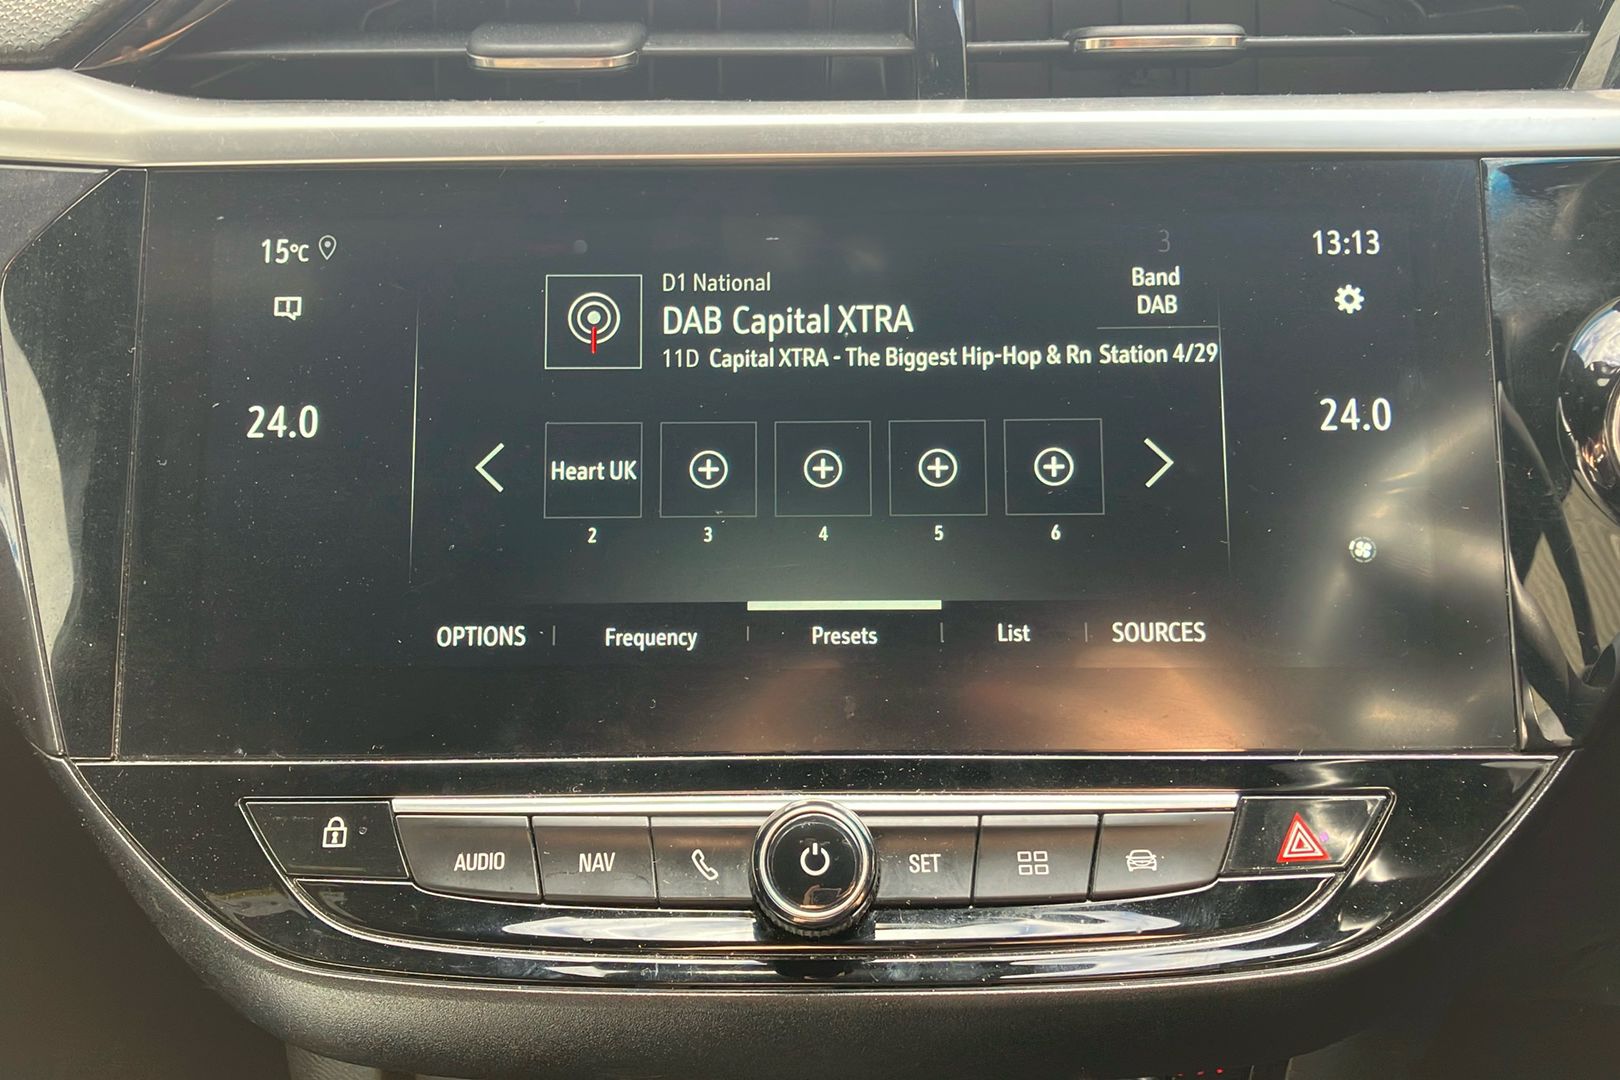 15°C
3
13:13
Band
DAB
D1 National
DAB Capital XTRA
11D Capital XTRA - The Biggest Hip-Hop & Rn Station 4/29
24.0
24.0
Heart UK
2 3 4 5 6
OPTIONS Frequency Presets List SOURCES
AUDIO NAV SET